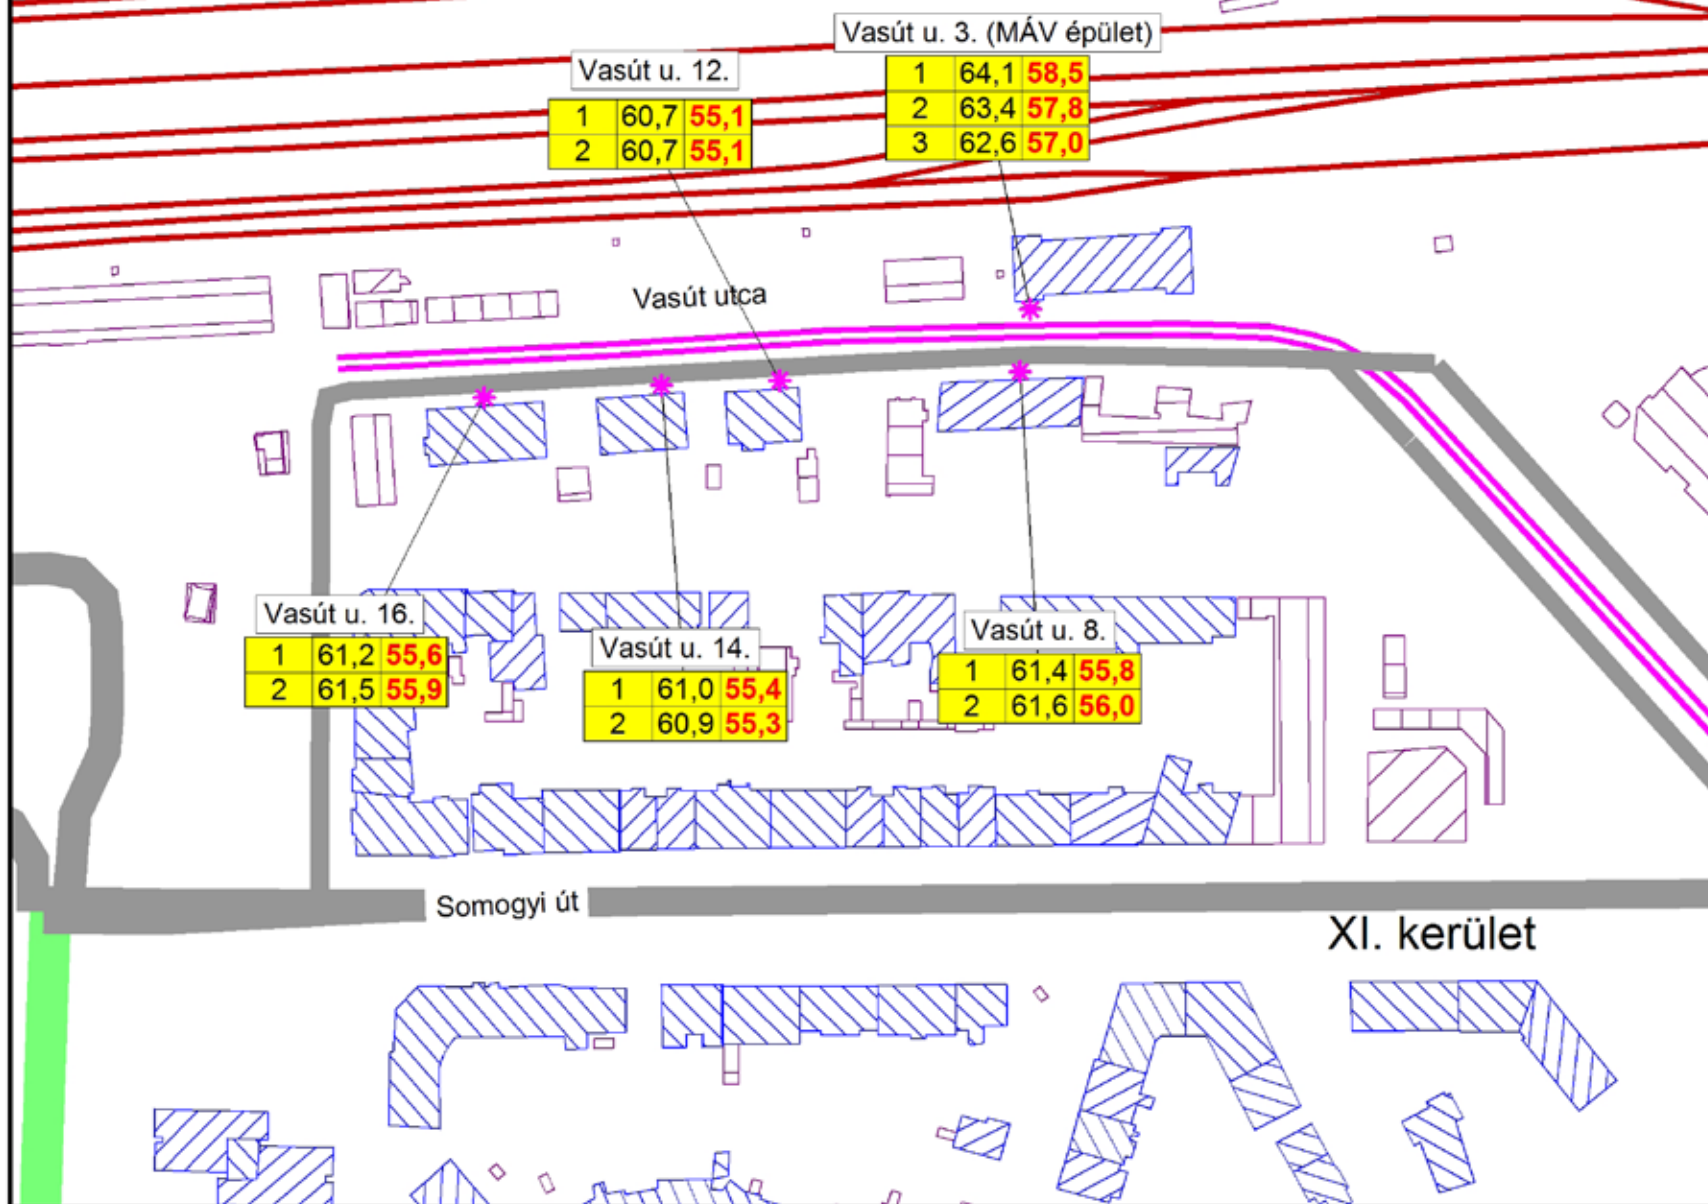 Vasút u. 3. (MÁV épület)
1 64,1 58,5
2 63,4 57,8
3 62,6 57,0
Vasút u. 12.
1 60,7 55,1
2 60,7 55,1
Vasút utca
Vasút u. 16.
1 61,2 55,6
2 61,5 55,9
Vasút u. 14.
1 61,0 55,4
2 60,9 55,3
Vasút u. 8.
1 61,4 55,8
2 61,6 56,0
Somogyi út
XI. kerület